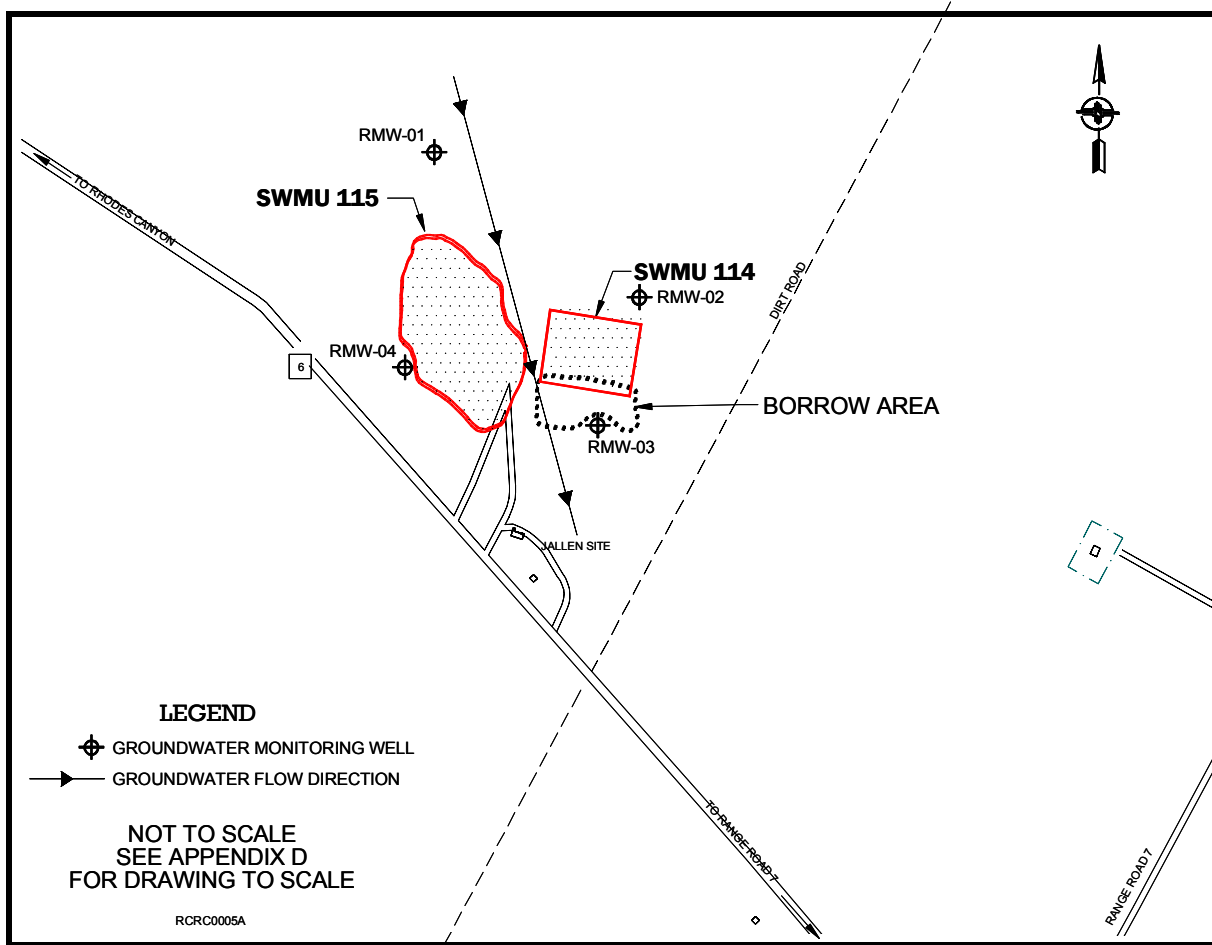 RMW-01
SWMU 115
TO RHODES CANYON
SWMU 114
RMW-02
DIRT ROAD
RMW-04
6
BORROW AREA
RMW-03
JALLEN SITE
LEGEND
GROUNDWATER MONITORING WELL
GROUNDWATER FLOW DIRECTION
NOT TO SCALE
SEE APPENDIX D
FOR DRAWING TO SCALE
RCRC0005A
TO RANGE ROAD 7
RANGE ROAD 7